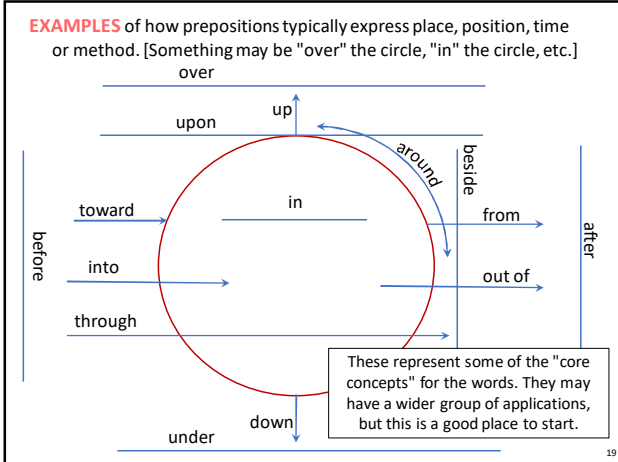 EXAMPLES of how prepositions typically express place, position, time
or method. [Something may be "over" the circle, "in" the circle, etc.]
over
up
upon
around
beside
in
toward
from
before
after
into
out of
through
These represent some of the "core
concepts" for the words. They may
have a wider group of applications,
but this is a good place to start.
down
under
19